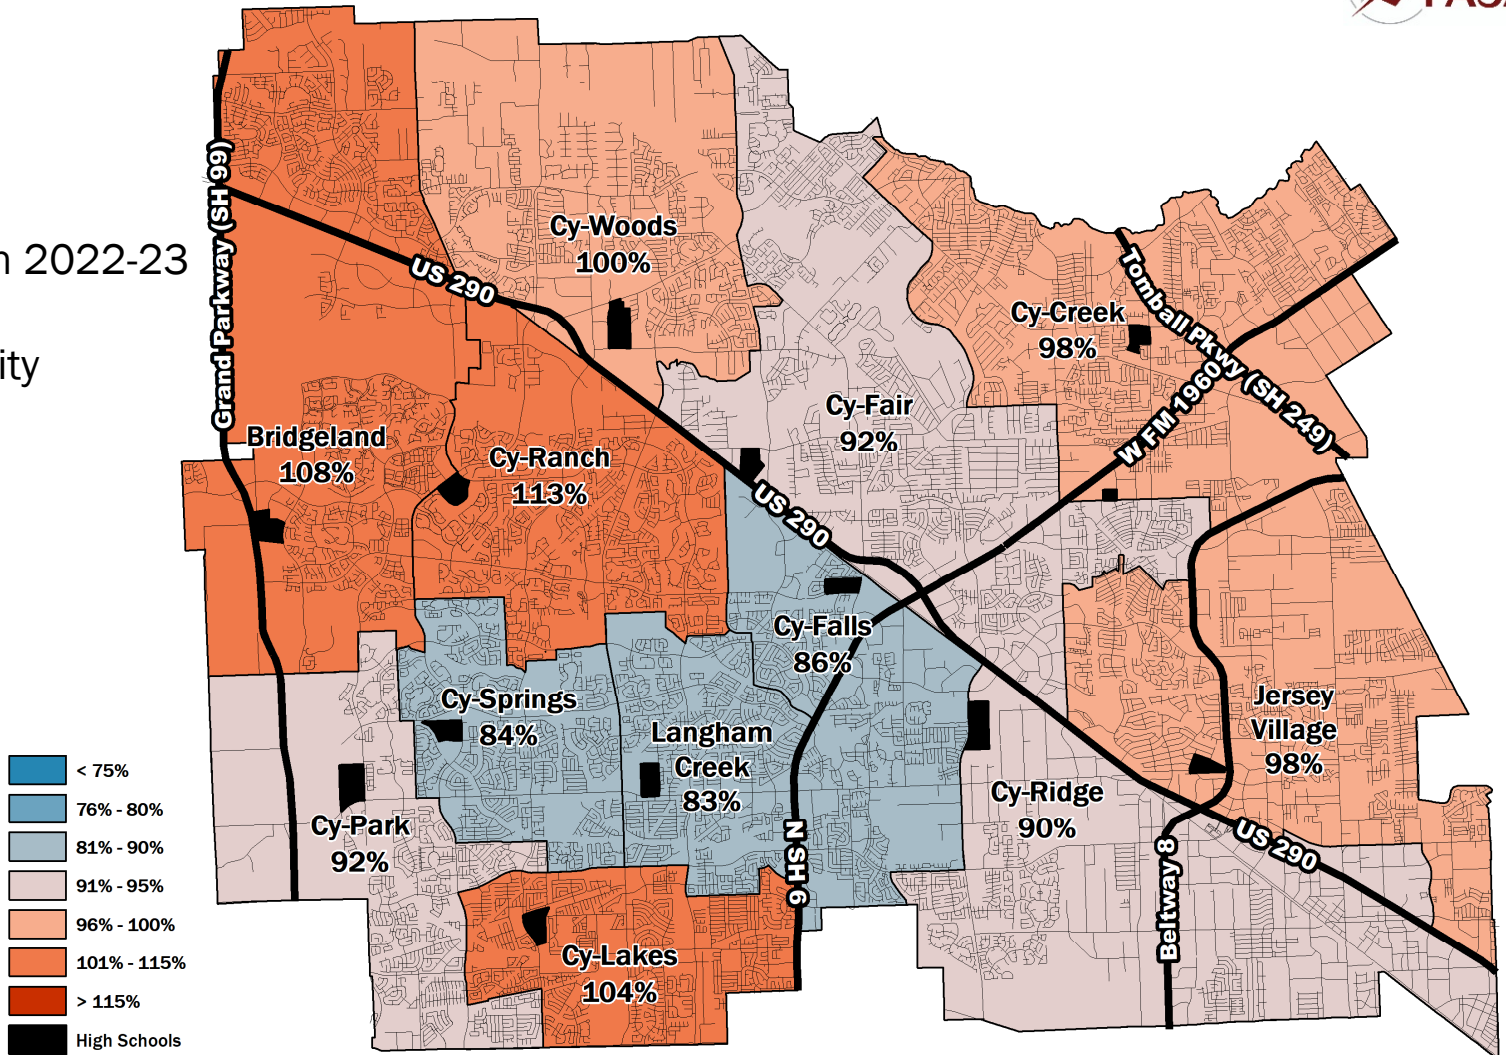 2022-23
Grand Parkway (SH 99)
US 290
Cy-Woods
100%
Tomball Pkwy (SH 249)
Cy-Creek
98%
W FM 1960
Cy-Fair
92%
Bridgeland
108%
Cy-Ranch
113%
US 290
Cy-Falls
86%
Cy-Springs
84%
Langham
Creek
83%
Jersey
Village
98%
Cy-Ridge
90%
Cy-Park
92%
N SH 6
Beltway 8
US 290
Cy-Lakes
104%
< 75%
76% - 80%
81% - 90%
91% - 95%
96% - 100%
101% - 115%
> 115%
High Schools